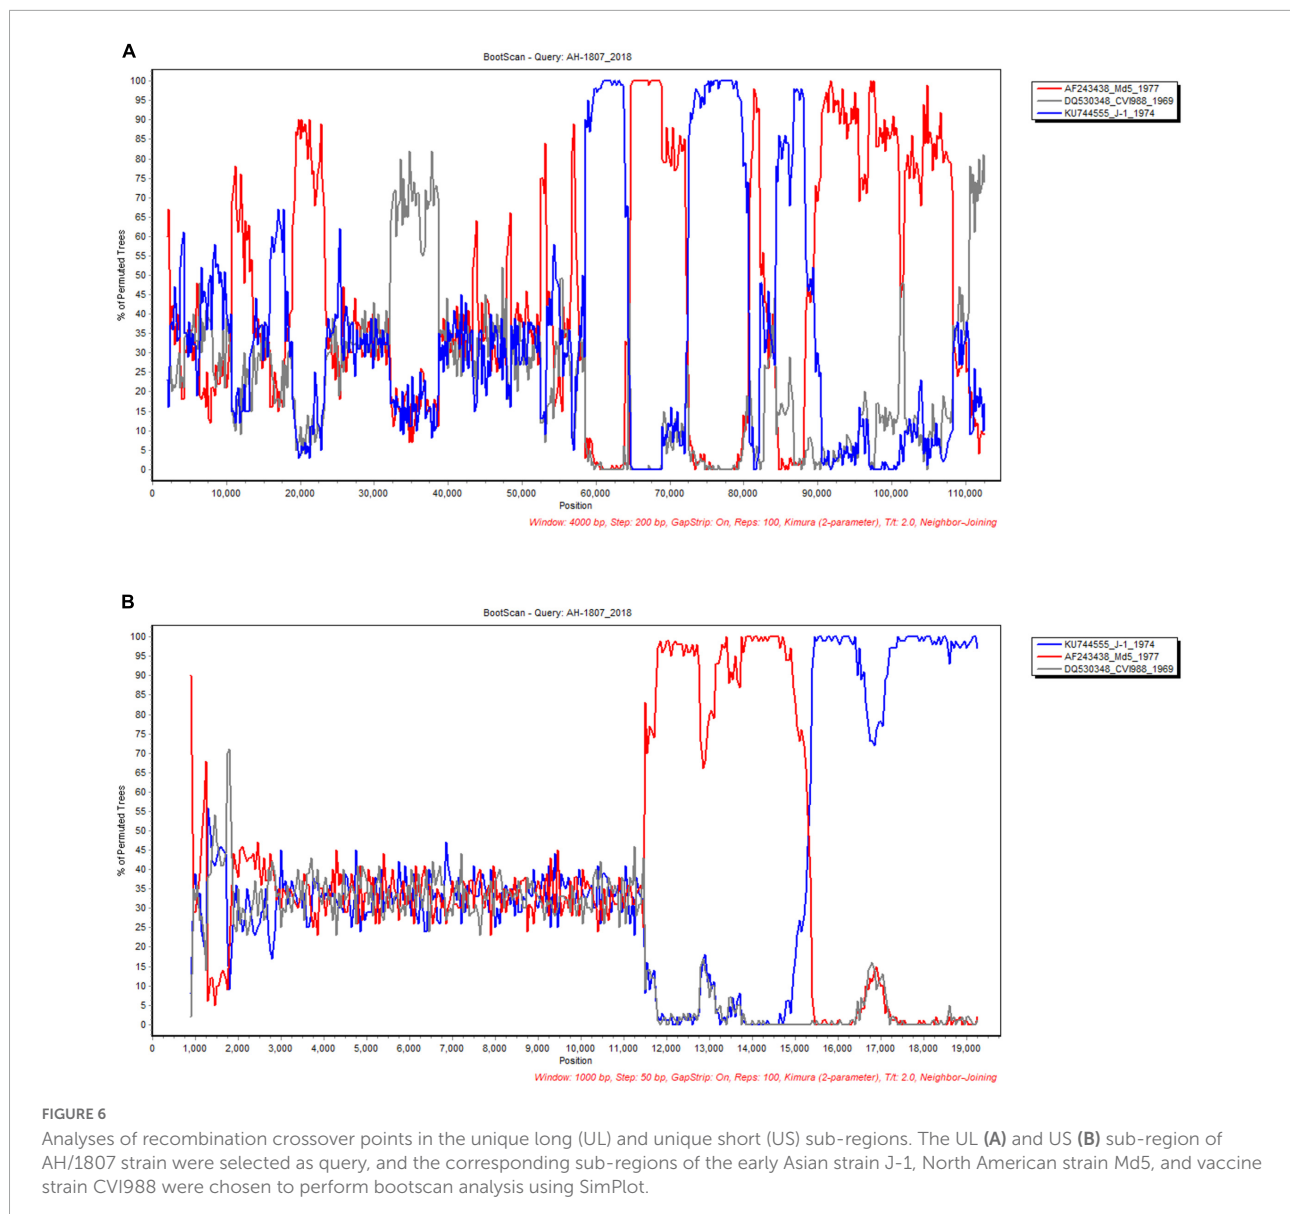 A
BootScan - Query: AH-1807_2018
AF243438_Md5_1977
DQ530348_CVI988_1969
KU744555_J-1_1974
% of Permuted Trees
100
95
90
85
80
75
70
65
60
55
50
45
40
35
30
25
20
15
10
5
0
0 10,000 20,000 30,000 40,000 50,000 60,000 70,000 80,000 90,000 100,000 110,000
Position
Window: 4000 bp, Step: 200 bp, GapStrip: On, Reps: 100, Kimura (2-parameter), T/t: 2.0, Neighbor-Joining
B
BootScan - Query: AH-1807_2018
KU744555_J-1_1974
AF243438_Md5_1977
DQ530348_CVI988_1969
% of Permuted Trees
100
95
90
85
80
75
70
65
60
55
50
45
40
35
30
25
20
15
10
5
0
0 1,000 2,000 3,000 4,000 5,000 6,000 7,000 8,000 9,000 10,000 11,000 12,000 13,000 14,000 15,000 16,000 17,000 18,000 19,000
Position
Window: 1000 bp, Step: 50 bp, GapStrip: On, Reps: 100, Kimura (2-parameter), T/t: 2.0, Neighbor-Joining
FIGURE 6
Analyses of recombination crossover points in the unique long (UL) and unique short (US) sub-regions. The UL (A) and US (B) sub-region of
AH/1807 strain were selected as query, and the corresponding sub-regions of the early Asian strain J-1, North American strain Md5, and vaccine
strain CVI988 were chosen to perform bootscan analysis using SimPlot.